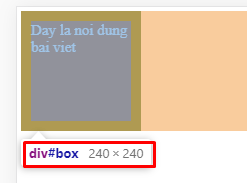 Day la noi dung
bai viet
div#box 240 × 240